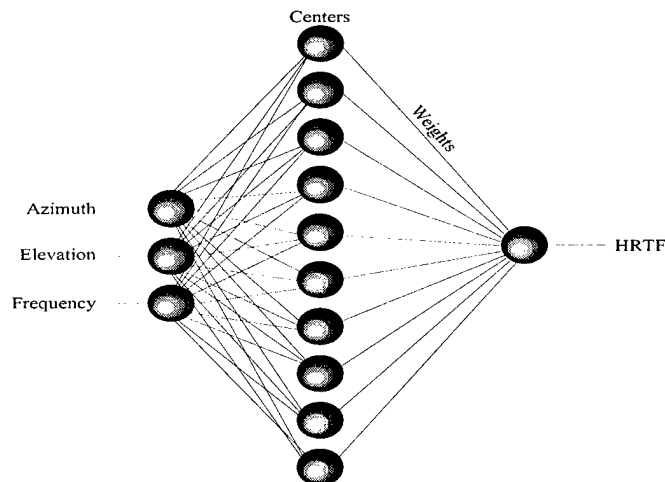 Centers
Weights
Azimuth
Elevation
HRTF
Frequency